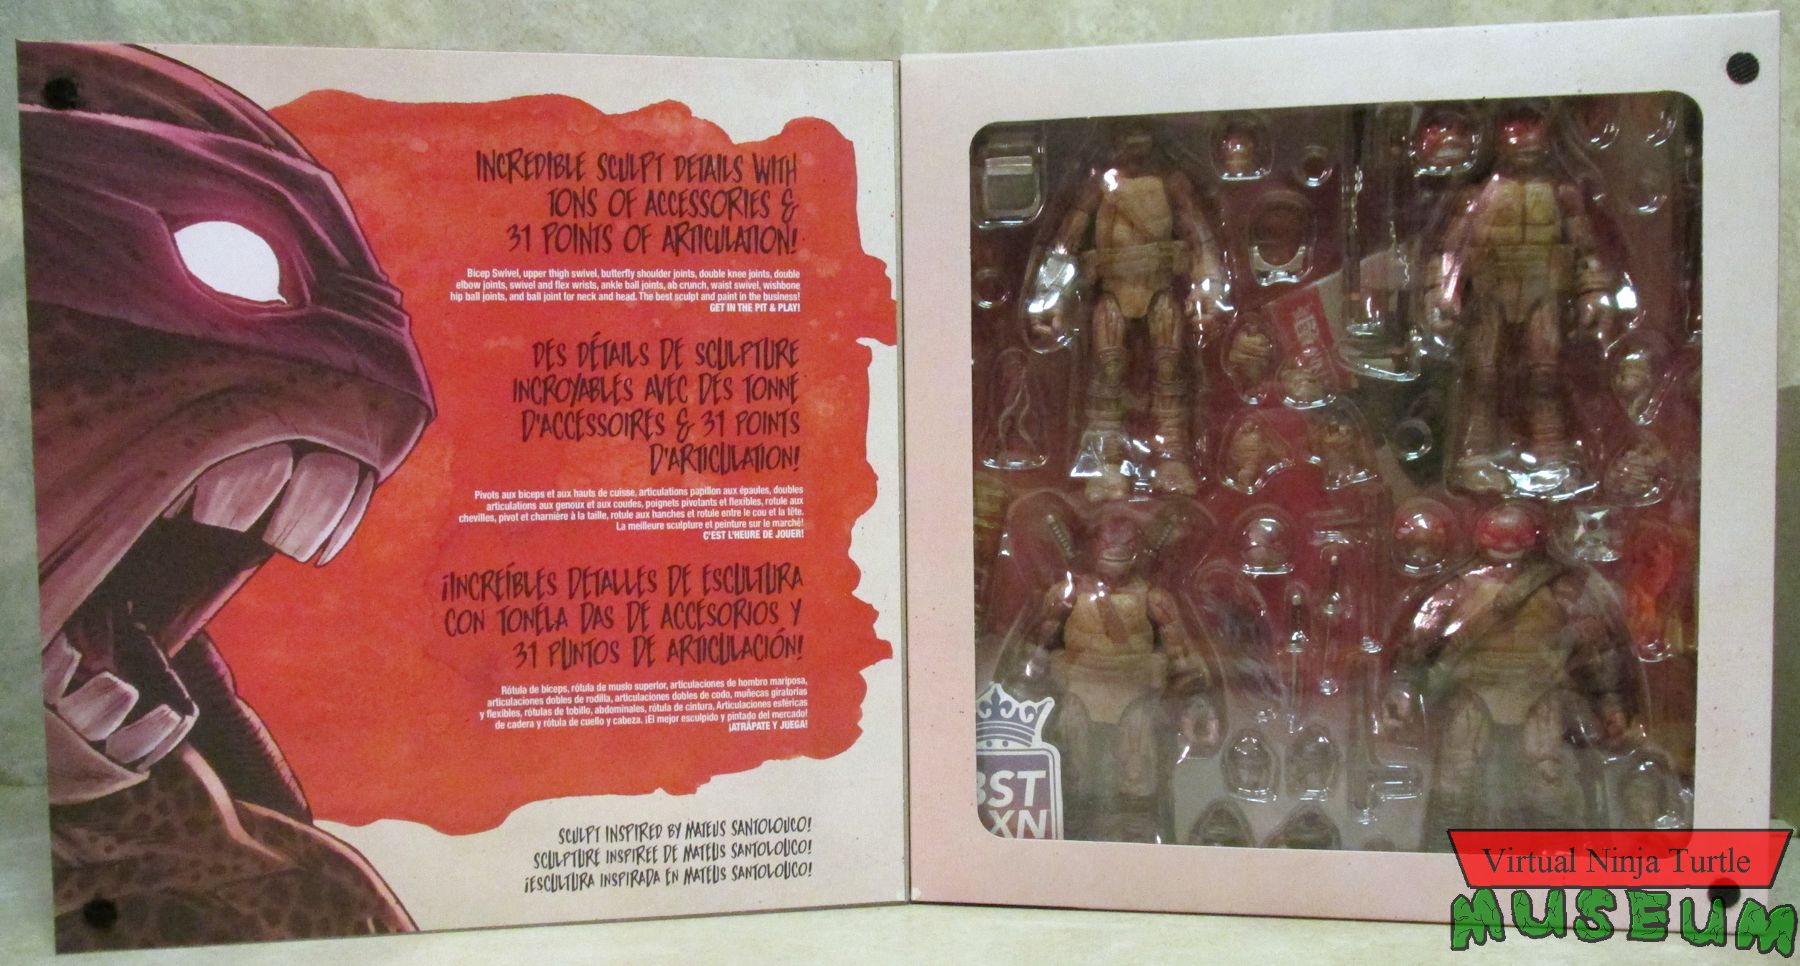 INCREDIBLE SCULPT DETAILS WITH
TONS OF ACCESSORIES &
31 POINTS OF ARTICULATION!
Bicep Swivel, upper thigh swivel, butterfly shoulder joints, double knee joints, double
elbow joints, swivel and flex wrists, ankle ball joints, ab crunch, waist swivel, wishbone
hip ball joints, and ball joint for neck and head. The best sculpt and paint in the business!
GET IN THE PIT & PLAY!
DES DÉTAILS DE SCULPTURE
INCROYABLES AVEC DES TONNE
D'ACCESSOIRES & 31 POINTS
D'ARTICULATION!
Pivots aux biceps et aux hauts de cuisse, articulations papillon aux épaules, doubles
articulations aux genoux et aux coudes, poignets pivotants et flexibles, rotule aux
chevilles, pivot et charnière à la taille, rotule aux hanches et rotule entre le cou et la tête.
La meilleure sculpture et peinture sur le marché!
C'EST L'HEURE DE JOUER!
¡INCREÍBLES DETALLES DE ESCULTURA
CON TONELA DAS DE ACCESORIOS Y
31 PUNTOS DE ARTICULACIÓN!
Rótula de bíceps, rótula de muslo superior, articulaciones de hombro mariposa,
articulaciones dobles de rodilla, articulaciones dobles de codo, muñecas giratorias
y flexibles, rótulas de tobillo, abdominales, rótula de cintura, Articulaciones esféricas
de cadera y rótula de cuello y cabeza. ¡El mejor esculpido y pintado del mercado!
¡ATRÁPATE Y JUEGA!
SCULPT INSPIRED BY MATEUS SANTOLOUCO!
SCULPTURE INSPIREE DE MATEUS SANTOLOUCO!
¡ESCULTURA INSPIRADA EN MATEUS SANTOLOUCO!
BST
XN
Virtual Ninja Turtle
MUSEUM